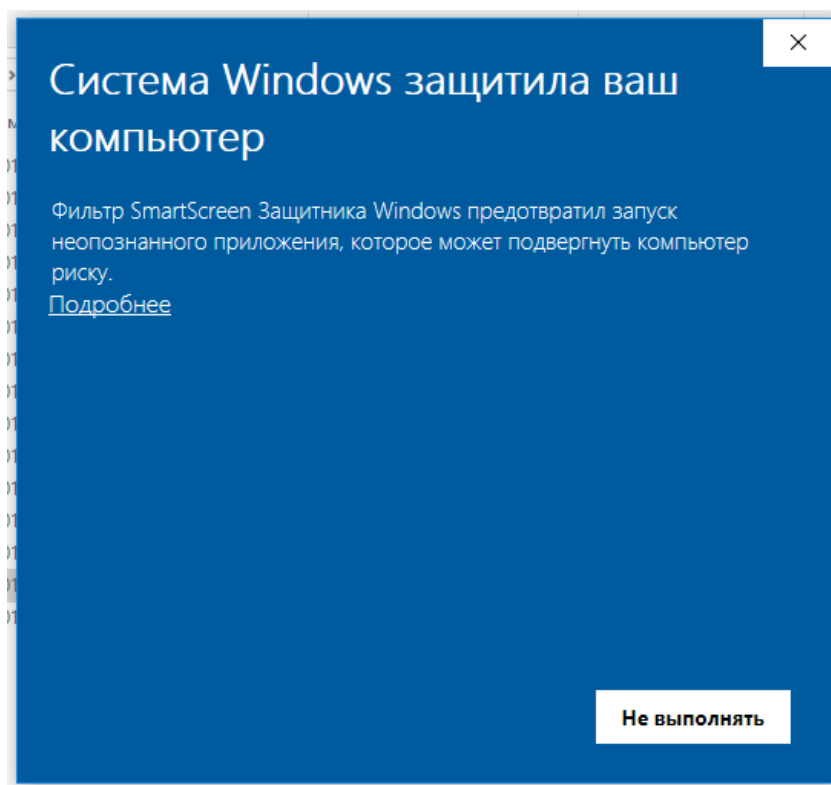 Система Windows защитила ваш
компьютер
Фильтр SmartScreen Защитника Windows предотвратил запуск
неопознанного приложения, которое может подвергнуть компьютер
риску.
Подробнее
Не выполнять